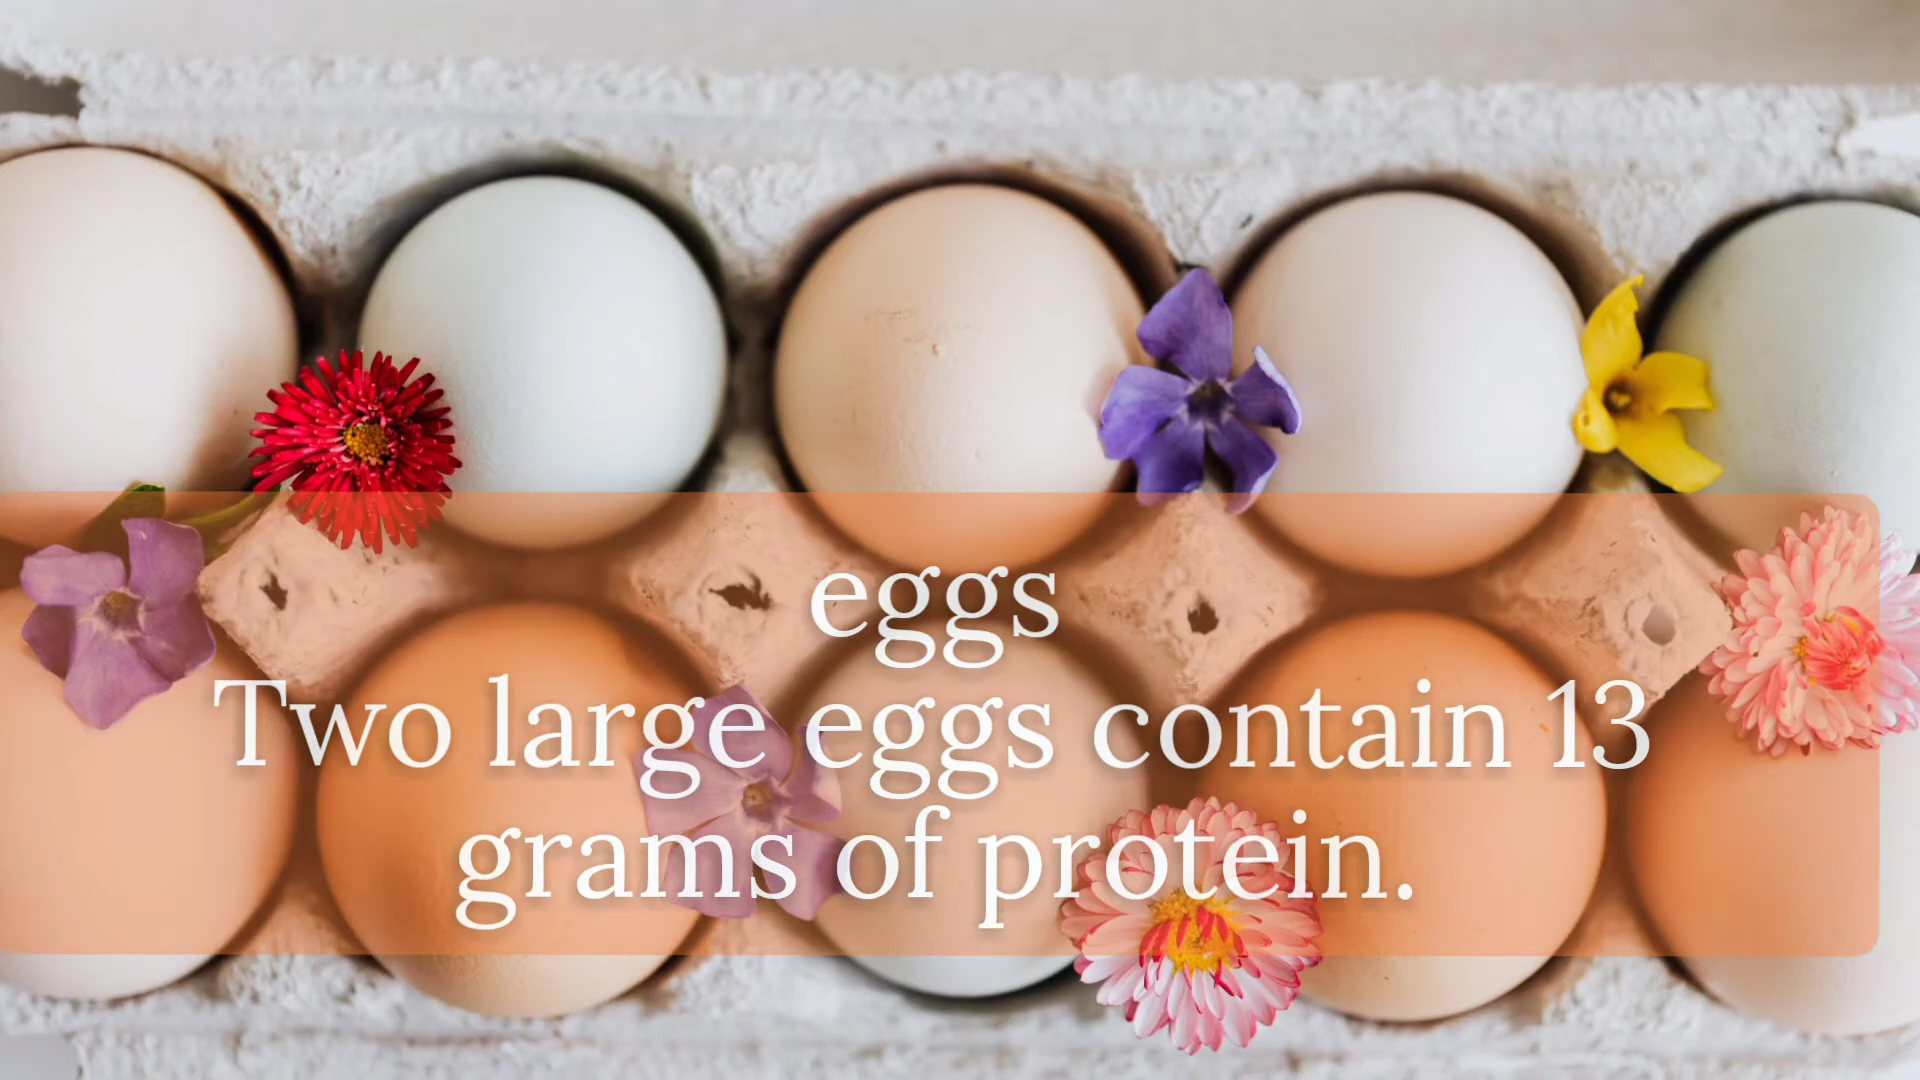 eggs
Two large eggs contain 13
grams of protein.